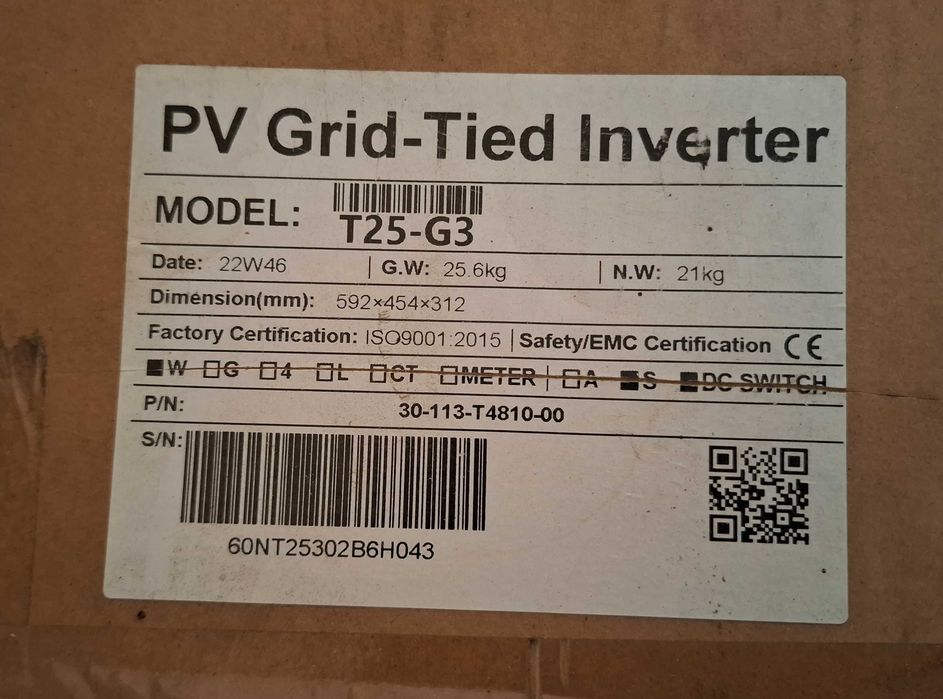 PV Grid-Tied Inverter
MODEL: T25-G3
Date: 22W46 | G.W: 25.6kg | N.W: 21kg
Dimension(mm): 592×454×312
Factory Certification: ISO9001:2015 | Safety/EMC Certification CE
■W □G □4 □L □CT □METER | □A ■S ■DC SWITCH
P/N: 30-113-T4810-00
S/N:
60NT25302B6H043